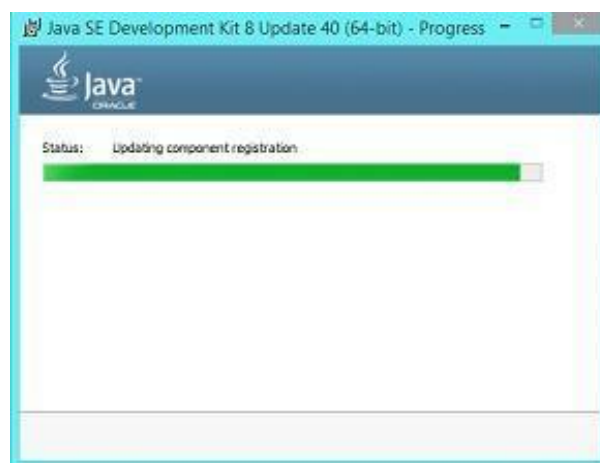 Java SE Development Kit 8 Update 40 (64-bit) - Progress
Java
ORACLE
Status: Updating component registration